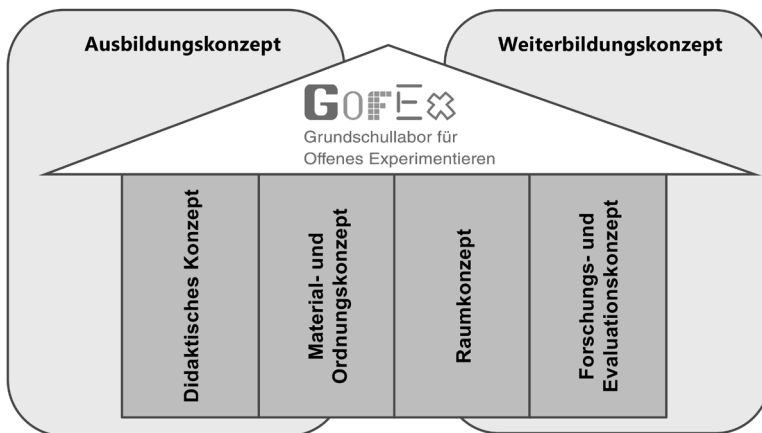 Ausbildungskonzept
Weiterbildungskonzept
GOFEX
Grundschullabor für
Offenes Experimentieren
Didaktisches Konzept
Material- und
Ordnungskonzept
Raumkonzept
Forschungs- und
Evaluationskonzept